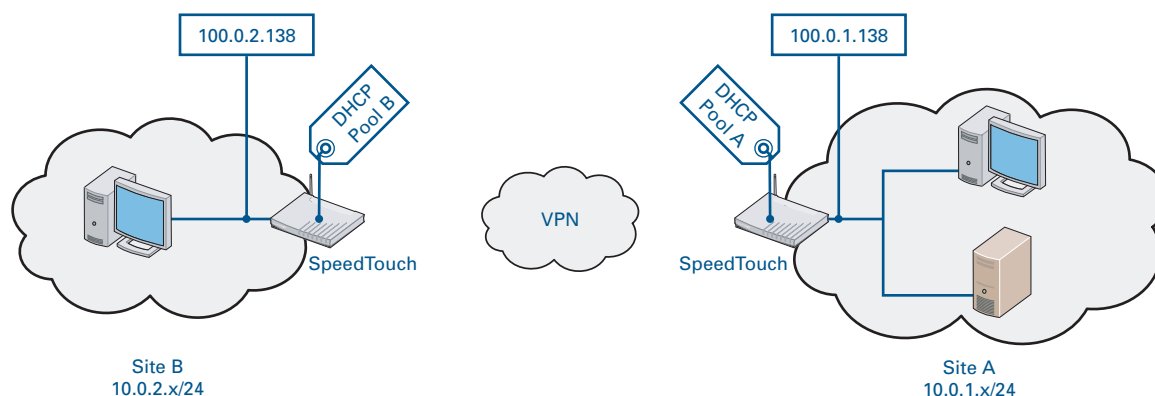 100.0.2.138
100.0.1.138
DHCP
Pool B
DHCP
Pool A
VPN
SpeedTouch
SpeedTouch
Site B
10.0.2.x/24
Site A
10.0.1.x/24